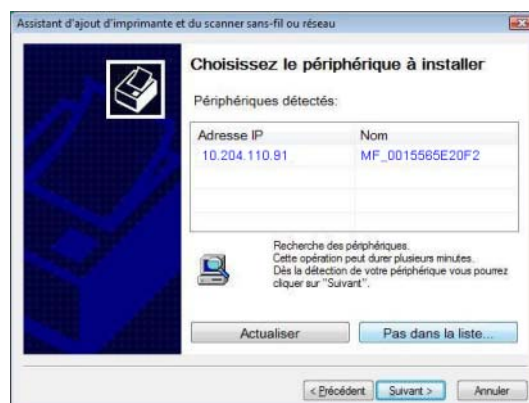 Assistant d'ajout d'imprimante et du scanner sans-fil ou réseau
Choisissez le périphérique à installer
Périphériques détectés:
Adresse IP Nom
10.204.110.91 MF_0015565E20F2
Recherche des périphériques.
Cette opération peut durer plusieurs minutes.
Dès la détection de votre périphérique vous pourrez
cliquer sur "Suivant".
Actualiser Pas dans la liste...
< Précédent Suivant > Annuler